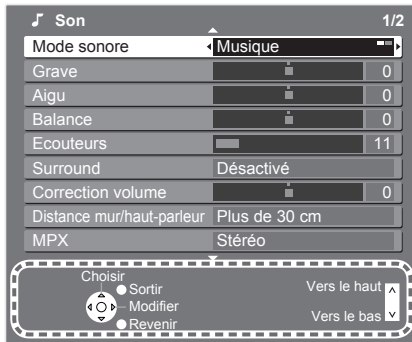 Son 1/2
Mode sonore Musique
Grave 0
Aigu 0
Balance 0
Ecouteurs 11
Surround Désactivé
Correction volume 0
Distance mur/haut-parleur Plus de 30 cm
MPX Stéréo
Choisir
Sortir
Modifier
Revenir
Vers le haut
Vers le bas